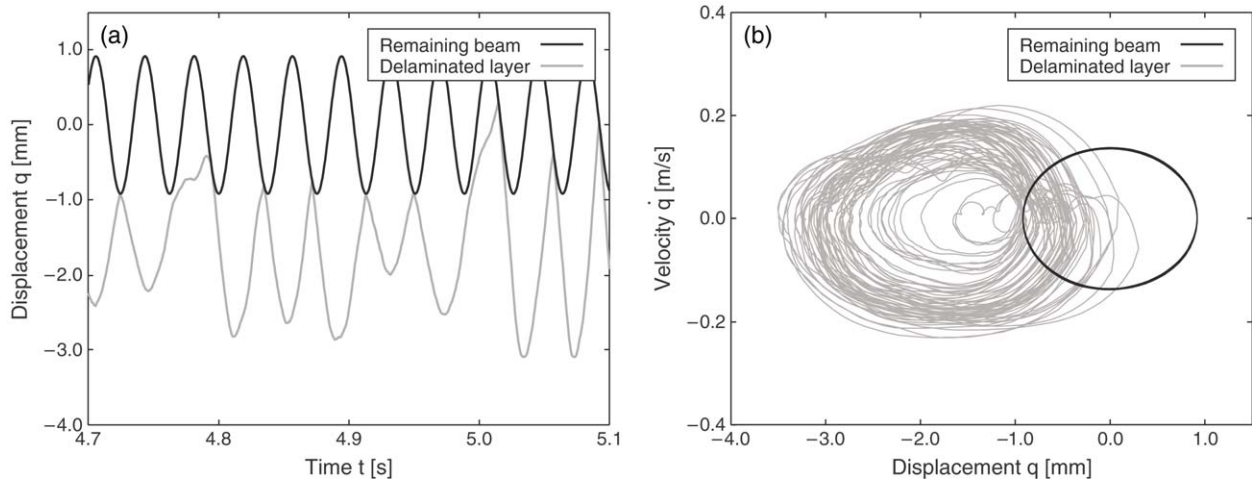 (a)
Remaining beam
Delaminated layer
Displacement q [mm]
1.0
0.0
−1.0
−2.0
−3.0
−4.0
4.7
4.8
4.9
5.0
5.1
Time t [s]
(b)
Remaining beam
Delaminated layer
Velocity q̇ [m/s]
0.4
0.2
0.0
−0.2
−0.4
−4.0
−3.0
−2.0
−1.0
0.0
1.0
Displacement q [mm]